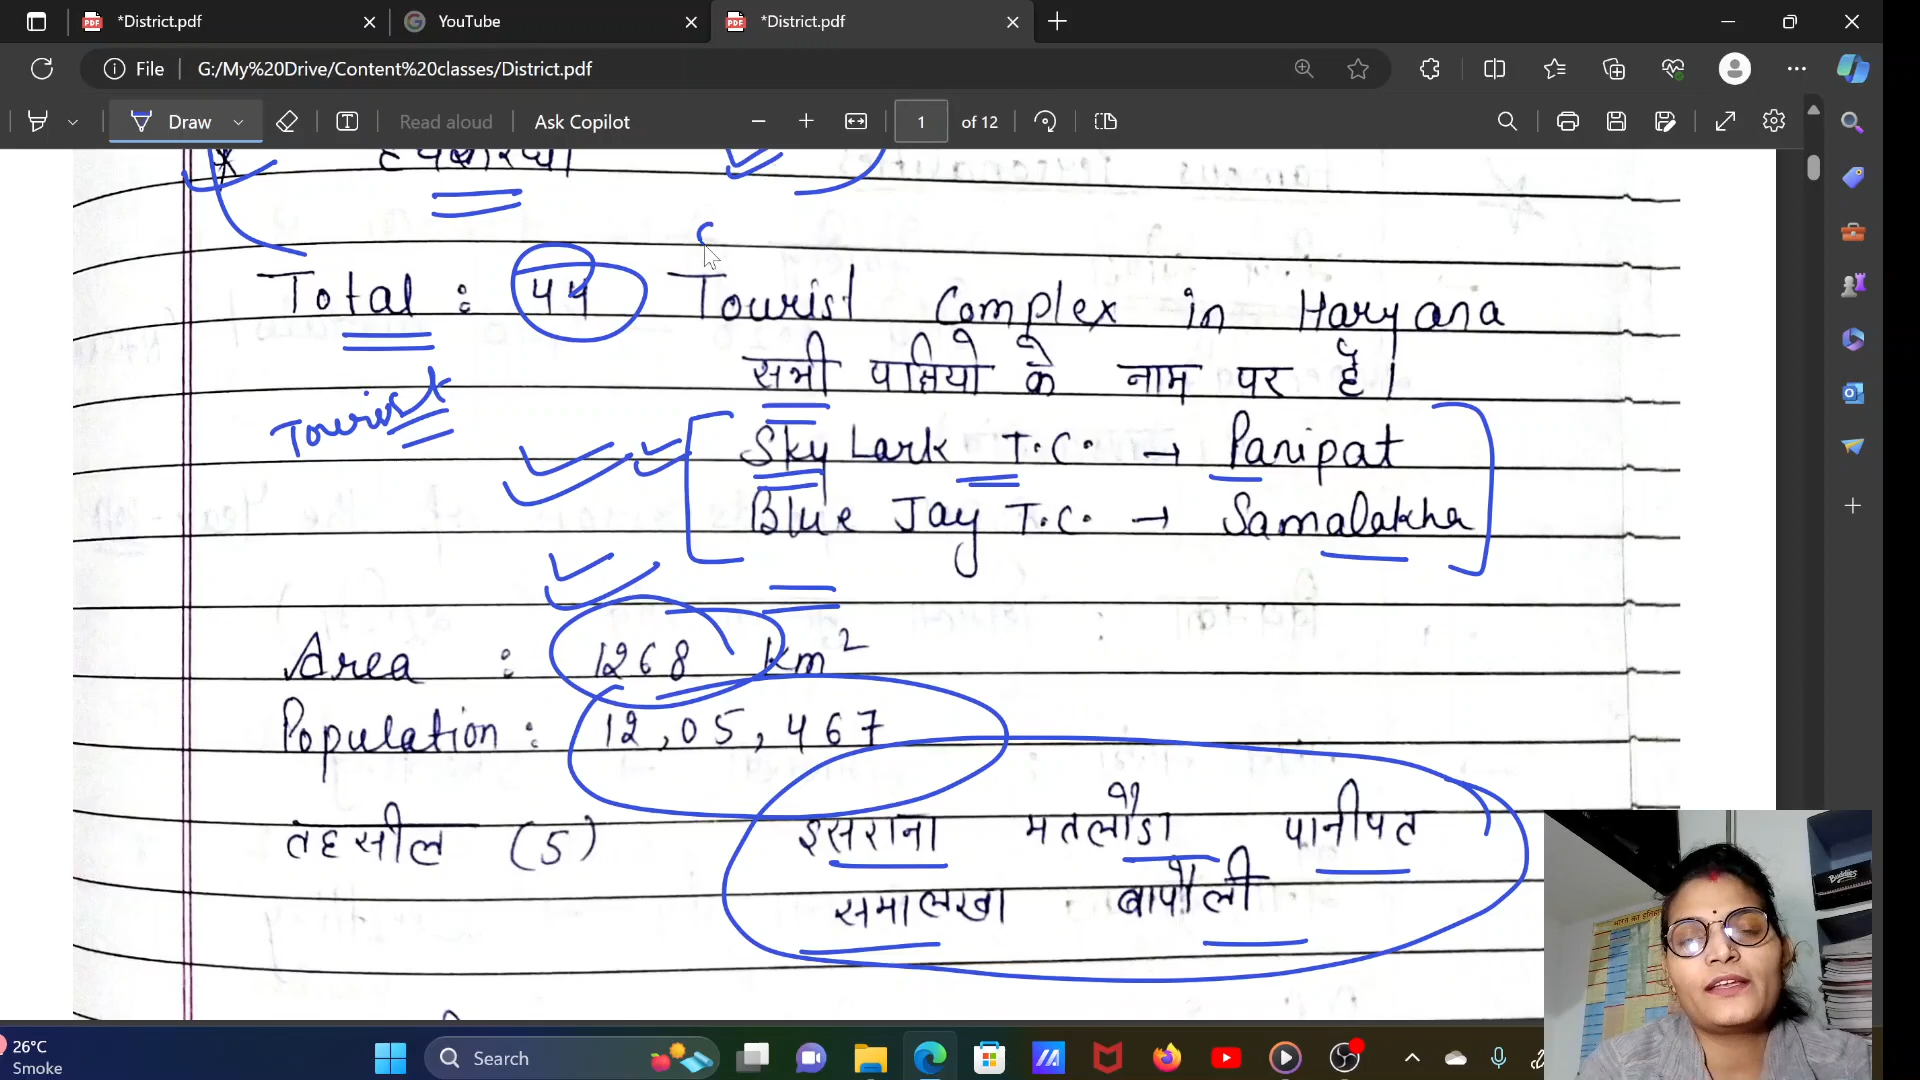 *District.pdf
YouTube
*District.pdf
File
G:/My%20Drive/Content%20classes/District.pdf
Draw
Read aloud
Ask Copilot
1
of 12
Total : 44 Tourist Complex in Haryana
सभी पक्षियो के नाम पर है।
Tourist
Sky Lark T.C. → Panipat
Blue Jay T.C. → Samalakha
Area : 1268 km²
Population : 12,05,467
तहसील (5) इसराना मतलौडा पानीपत
समालखा बापौली
Buddies
26°C
Smoke
Search